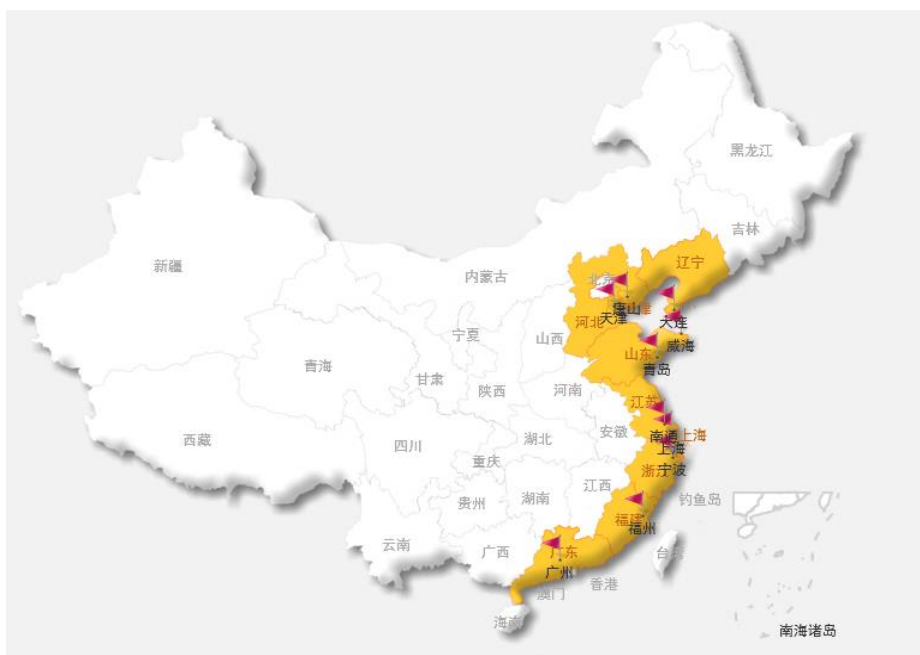 黑龙江
吉林
辽宁
新疆
内蒙古
北京
唐山
天津
大连
河北
宁夏
山西
威海
山东
青岛
青海
甘肃
陕西
河南
江苏
西藏
四川
湖北
安徽
南通
上海
上海
重庆
浙江
宁波
江西
贵州
湖南
钓鱼岛
福建
福州
云南
广西
广东
台
广州
香港
澳门
海南
南海诸岛